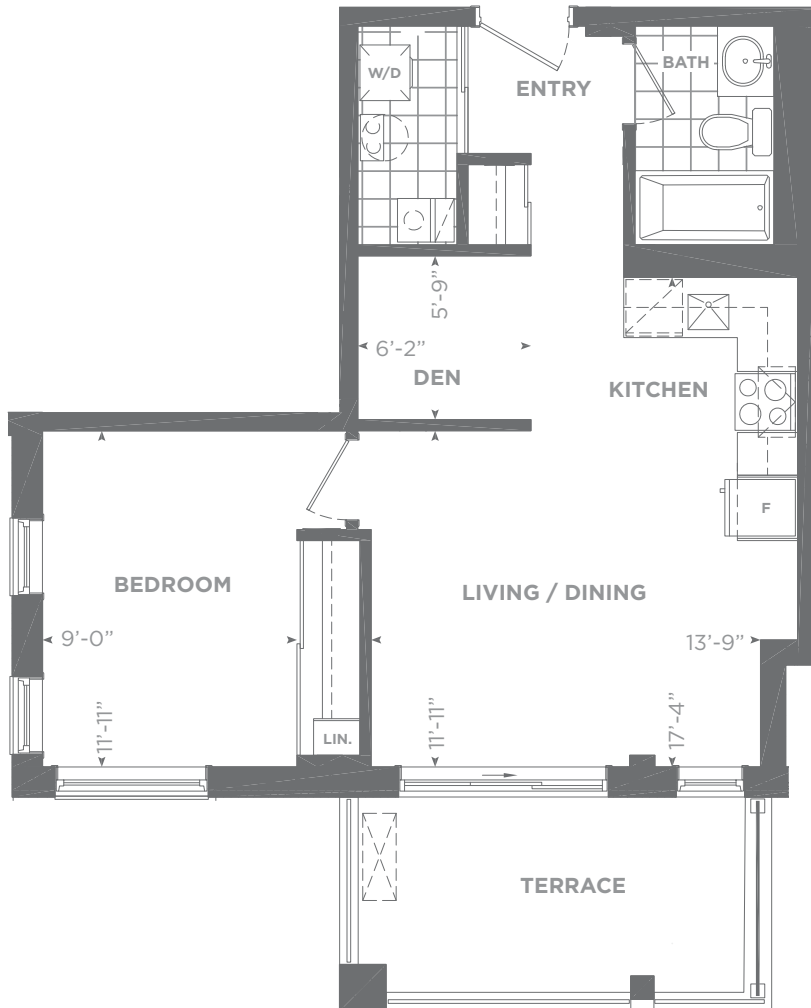 BATH
W/D
ENTRY
5’-9”
6’-2”
DEN
KITCHEN
F
BEDROOM
LIVING / DINING
9’-0”
13’-9”
11’-11”
11’-11”
17’-4”
LIN.
TERRACE